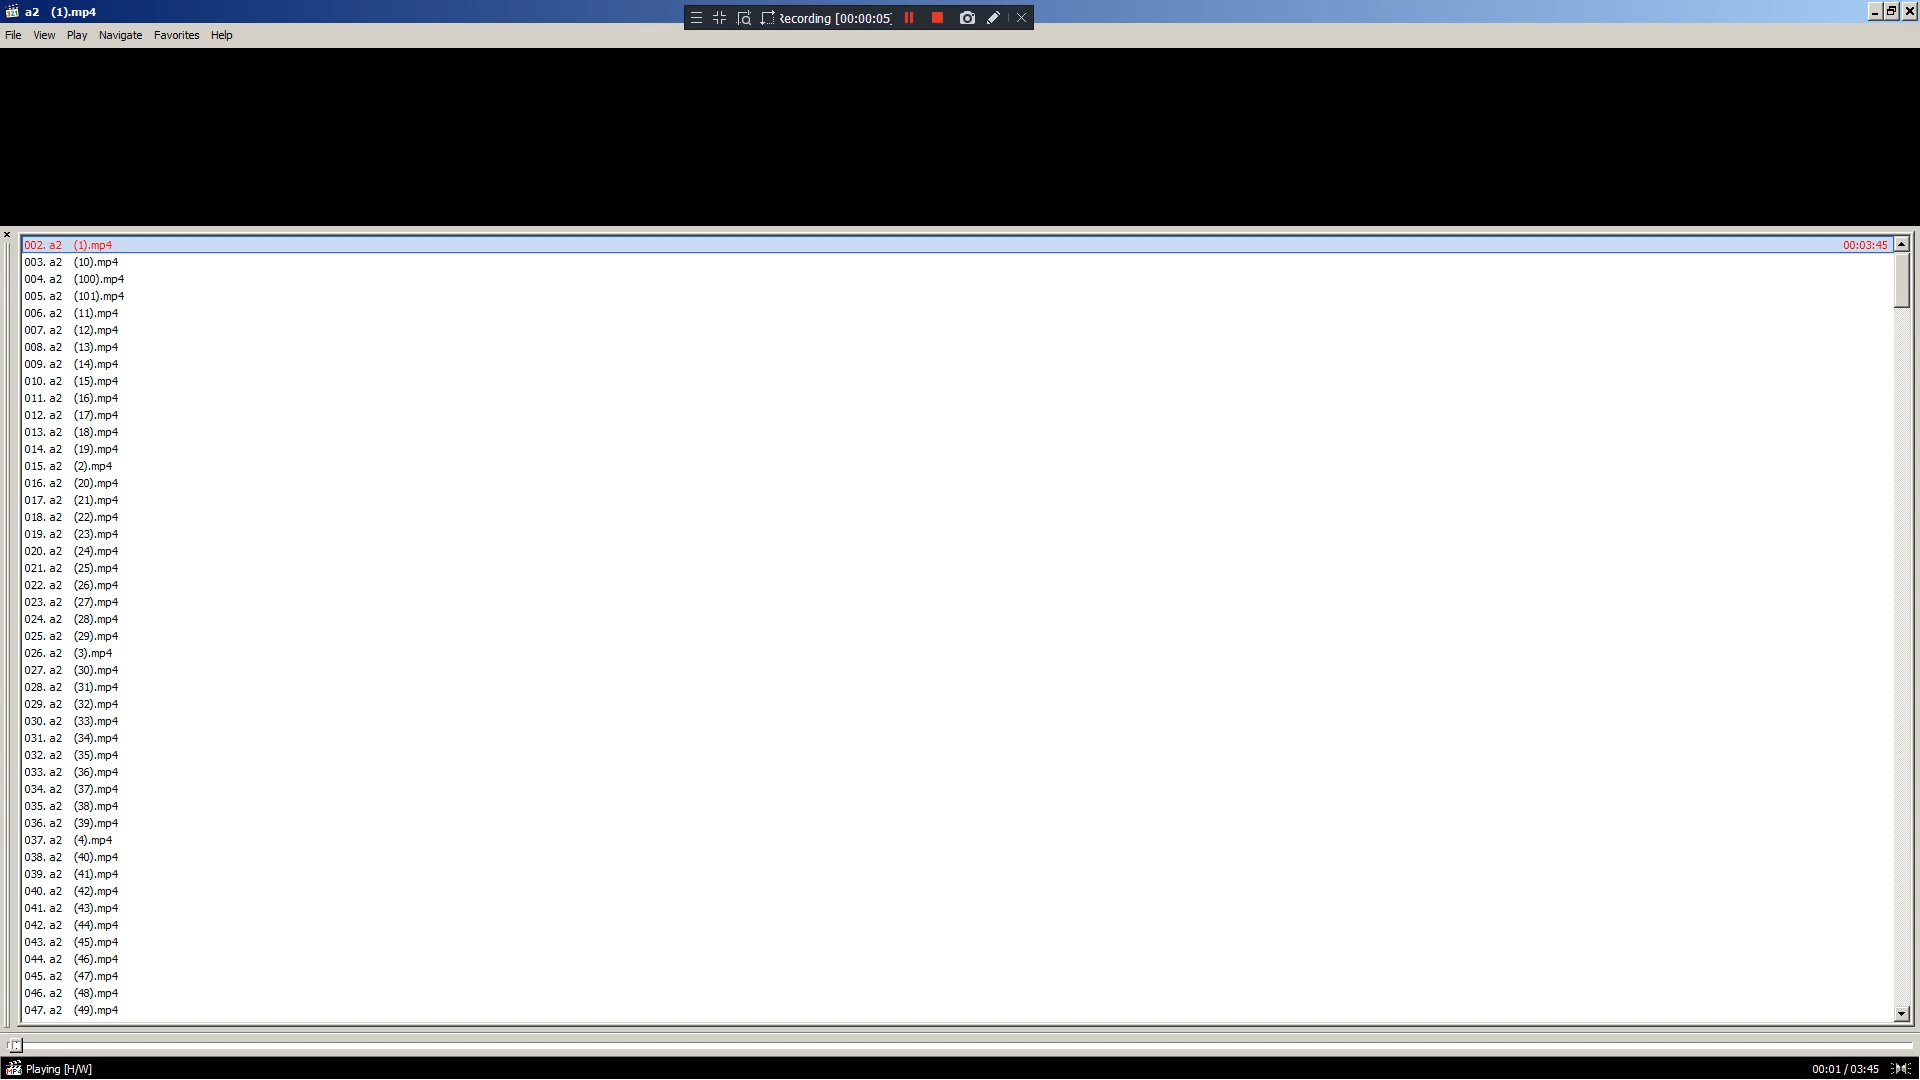 a2 (1).mp4
Recording [00:00:05]
File View Play Navigate Favorites Help
002. a2 (1).mp4 00:03:45
003. a2 (10).mp4
004. a2 (100).mp4
005. a2 (101).mp4
006. a2 (11).mp4
007. a2 (12).mp4
008. a2 (13).mp4
009. a2 (14).mp4
010. a2 (15).mp4
011. a2 (16).mp4
012. a2 (17).mp4
013. a2 (18).mp4
014. a2 (19).mp4
015. a2 (2).mp4
016. a2 (20).mp4
017. a2 (21).mp4
018. a2 (22).mp4
019. a2 (23).mp4
020. a2 (24).mp4
021. a2 (25).mp4
022. a2 (26).mp4
023. a2 (27).mp4
024. a2 (28).mp4
025. a2 (29).mp4
026. a2 (3).mp4
027. a2 (30).mp4
028. a2 (31).mp4
029. a2 (32).mp4
030. a2 (33).mp4
031. a2 (34).mp4
032. a2 (35).mp4
033. a2 (36).mp4
034. a2 (37).mp4
035. a2 (38).mp4
036. a2 (39).mp4
037. a2 (4).mp4
038. a2 (40).mp4
039. a2 (41).mp4
040. a2 (42).mp4
041. a2 (43).mp4
042. a2 (44).mp4
043. a2 (45).mp4
044. a2 (46).mp4
045. a2 (47).mp4
046. a2 (48).mp4
047. a2 (49).mp4
Playing [H/W] 00:01 / 03:45